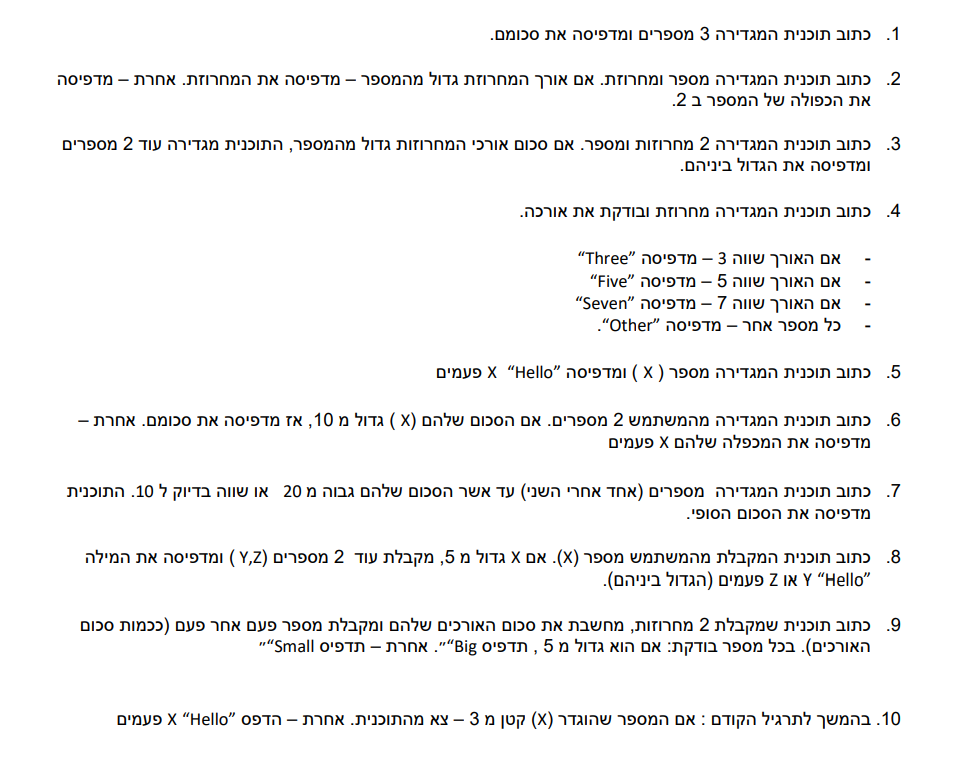 1. כתוב תוכנית המגדירה 3 מספרים ומדפיסה את סכומם.
2. כתוב תוכנית המגדירה מספר ומחרוזת. אם אורך המחרוזת גדול מהמספר – מדפיסה את המחרוזת. אחרת – מדפיסה
את הכפולה של המספר ב 2.
3. כתוב תוכנית המגדירה 2 מחרוזות ומספר. אם סכום אורכי המחרוזות גדול מהמספר, התוכנית מגדירה עוד 2 מספרים
ומדפיסה את הגדול ביניהם.
4. כתוב תוכנית המגדירה מחרוזת ובודקת את אורכה.
- אם האורך שווה 3 – מדפיסה “Three”
- אם האורך שווה 5 – מדפיסה “Five”
- אם האורך שווה 7 – מדפיסה “Seven”
- כל מספר אחר – מדפיסה “Other”.
5. כתוב תוכנית המגדירה מספר ( X ) ומדפיסה “Hello” X פעמים
6. כתוב תוכנית המגדירה מהמשתמש 2 מספרים. אם הסכום שלהם (X ) גדול מ 10, אז מדפיסה את סכומם. אחרת –
מדפיסה את המכפלה שלהם X פעמים
7. כתוב תוכנית המגדירה מספרים (אחד אחרי השני) עד אשר הסכום שלהם גבוה מ 20 או שווה בדיוק ל 10. התוכנית
מדפיסה את הסכום הסופי.
8. כתוב תוכנית המקבלת מהמשתמש מספר (X). אם X גדול מ 5, מקבלת עוד 2 מספרים (Y,Z ) ומדפיסה את המילה
“Hello” Y או Z פעמים (הגדול ביניהם).
9. כתוב תוכנית שמקבלת 2 מחרוזות, מחשבת את סכום האורכים שלהם ומקבלת מספר פעם אחר פעם (ככמות סכום
האורכים). בכל מספר בודקת: אם הוא גדול מ 5 , תדפיס Big“״. אחרת – תדפיס Small“״
10. בהמשך לתרגיל הקודם : אם המספר שהוגדר (X) קטן מ 3 – צא מהתוכנית. אחרת – הדפס “Hello” X פעמים